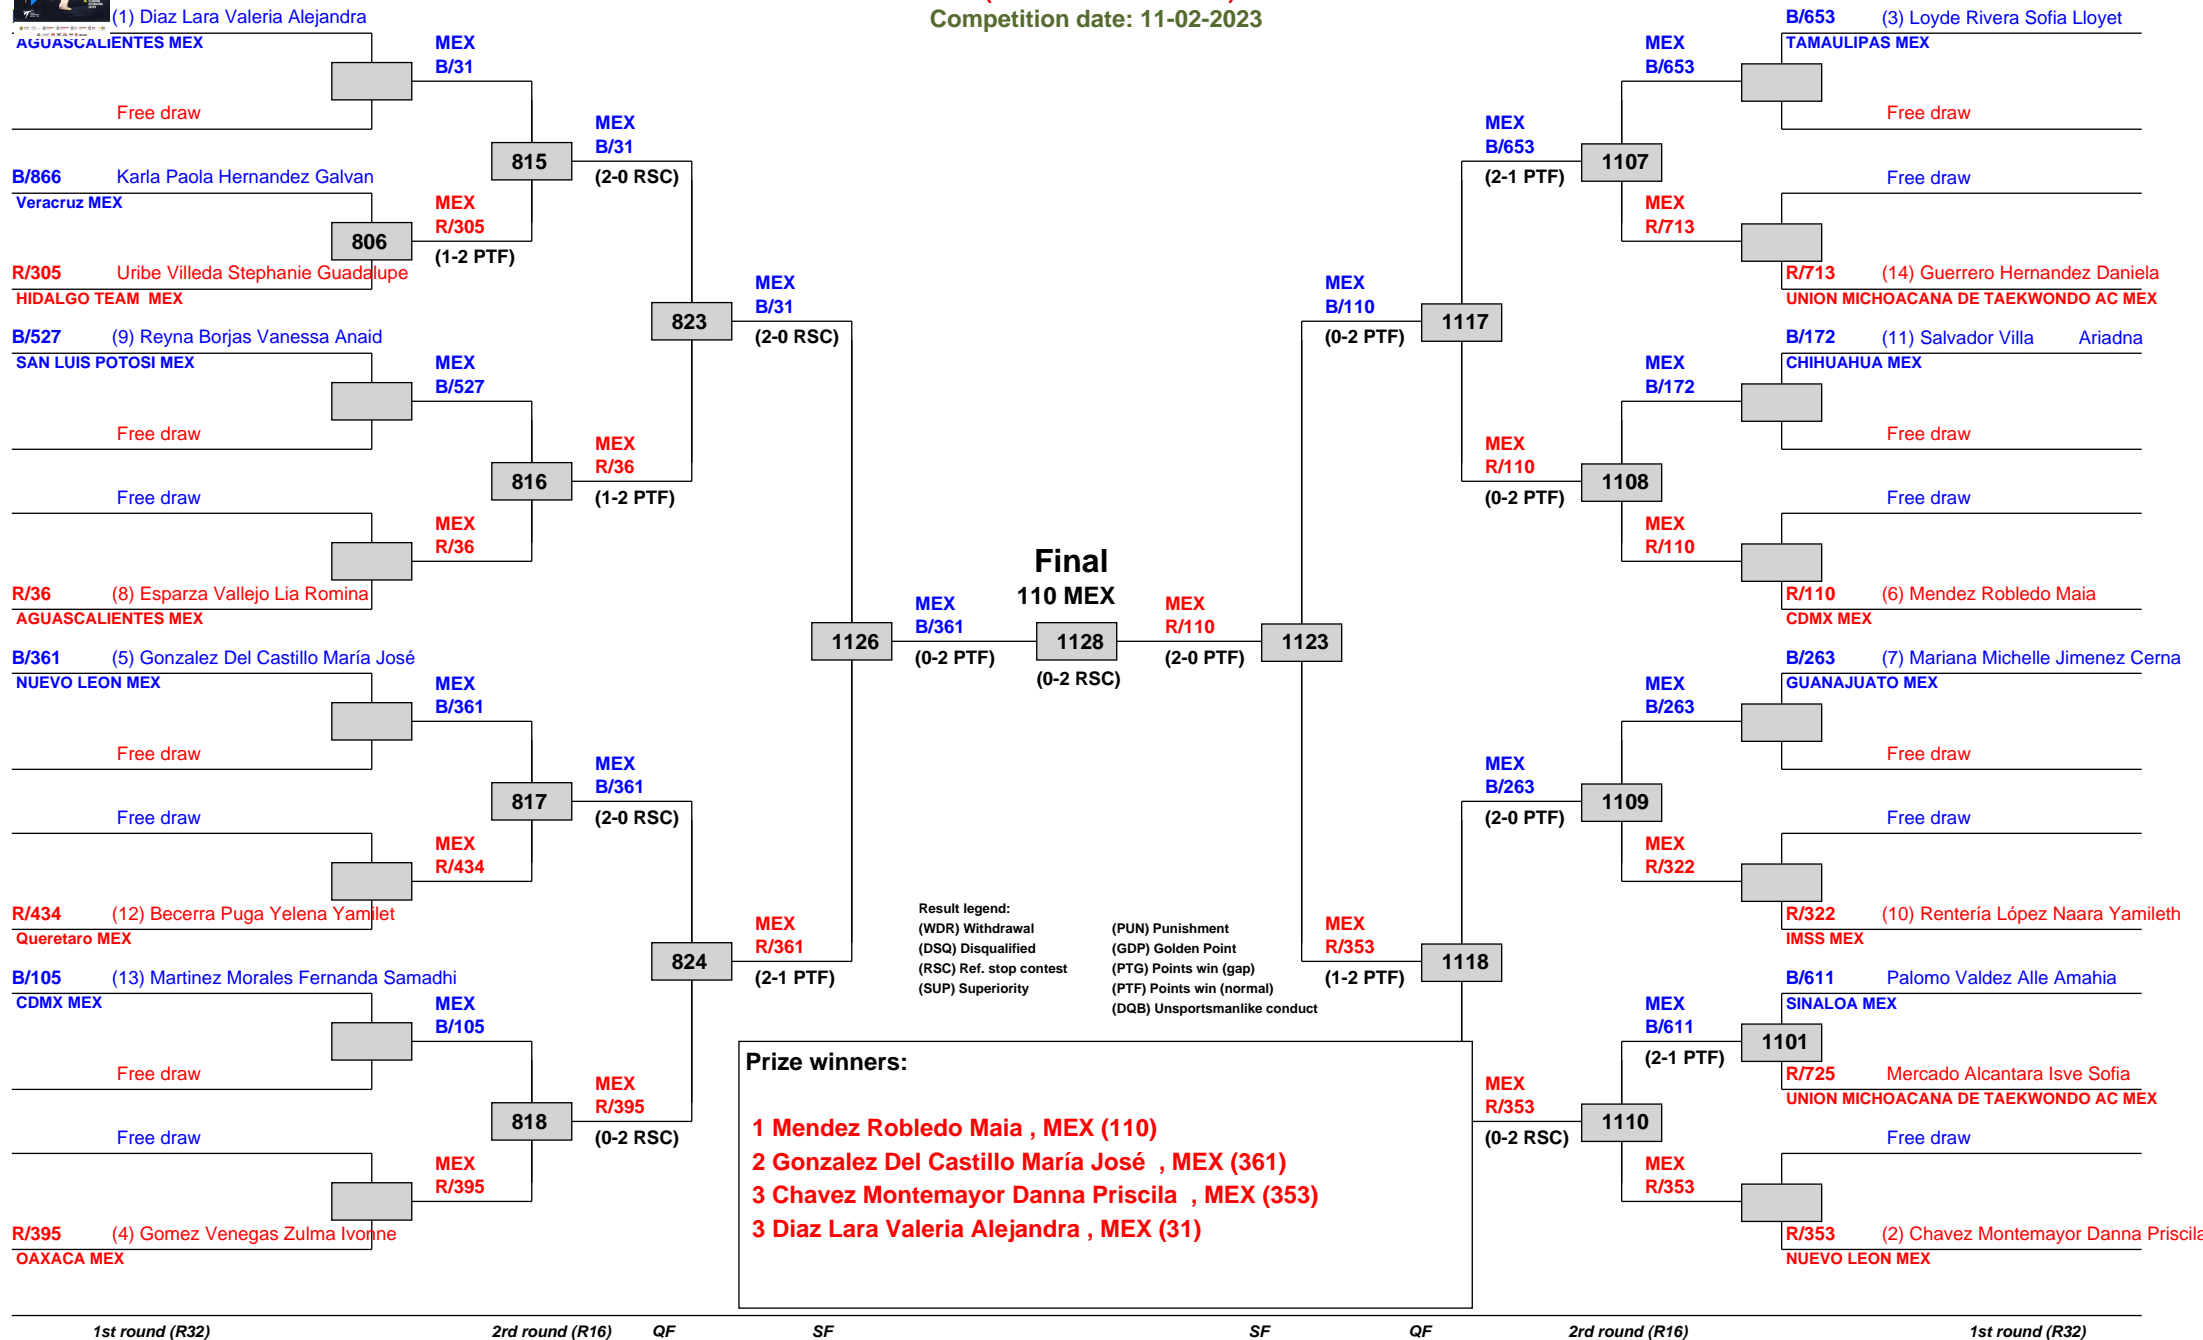 Competition date: 11-02-2023
(1) Diaz Lara Valeria Alejandra
AGUASCALIENTES MEX
Free draw
B/866 Karla Paola Hernandez Galvan
Veracruz MEX
R/305 Uribe Villeda Stephanie Guadalupe
HIDALGO TEAM MEX
B/527 (9) Reyna Borjas Vanessa Anaid
SAN LUIS POTOSI MEX
Free draw
Free draw
R/36 (8) Esparza Vallejo Lia Romina
AGUASCALIENTES MEX
B/361 (5) Gonzalez Del Castillo María José
NUEVO LEON MEX
Free draw
Free draw
R/434 (12) Becerra Puga Yelena Yamilet
Queretaro MEX
B/105 (13) Martinez Morales Fernanda Samadhi
CDMX MEX
Free draw
Free draw
R/395 (4) Gomez Venegas Zulma Ivonne
OAXACA MEX
806
MEX
B/31
MEX
R/305
(1-2 PTF)
MEX
B/527
MEX
R/36
MEX
B/361
MEX
R/434
MEX
B/105
MEX
R/395
815
816
817
818
MEX
B/31
(2-0 RSC)
MEX
R/36
(1-2 PTF)
MEX
B/361
(2-0 RSC)
MEX
R/395
(0-2 RSC)
823
824
MEX
B/31
(2-0 RSC)
MEX
R/361
(2-1 PTF)
1126
MEX
B/361
(0-2 PTF)
Final
110 MEX
1128
(0-2 RSC)
MEX
R/110
(2-0 PTF)
1123
MEX
B/110
(0-2 PTF)
MEX
R/353
(1-2 PTF)
1117
1118
MEX
B/653
(2-1 PTF)
MEX
R/110
(0-2 PTF)
MEX
B/263
(2-0 PTF)
MEX
R/353
(0-2 RSC)
1107
1108
1109
1110
MEX
B/653
MEX
R/713
MEX
B/172
MEX
R/110
MEX
B/263
MEX
R/322
MEX
B/611
(2-1 PTF)
MEX
R/353
1101
B/653 (3) Loyde Rivera Sofia Lloyet
TAMAULIPAS MEX
Free draw
Free draw
R/713 (14) Guerrero Hernandez Daniela
UNION MICHOACANA DE TAEKWONDO AC MEX
B/172 (11) Salvador Villa Ariadna
CHIHUAHUA MEX
Free draw
Free draw
R/110 (6) Mendez Robledo Maia
CDMX MEX
B/263 (7) Mariana Michelle Jimenez Cerna
GUANAJUATO MEX
Free draw
Free draw
R/322 (10) Rentería López Naara Yamileth
IMSS MEX
B/611 Palomo Valdez Alle Amahia
SINALOA MEX
R/725 Mercado Alcantara Isve Sofia
UNION MICHOACANA DE TAEKWONDO AC MEX
Free draw
R/353 (2) Chavez Montemayor Danna Priscila
NUEVO LEON MEX
Result legend:
(WDR) Withdrawal (PUN) Punishment
(DSQ) Disqualified (GDP) Golden Point
(RSC) Ref. stop contest (PTG) Points win (gap)
(SUP) Superiority (PTF) Points win (normal)
(DQB) Unsportsmanlike conduct
Prize winners:
1 Mendez Robledo Maia , MEX (110)
2 Gonzalez Del Castillo María José , MEX (361)
3 Chavez Montemayor Danna Priscila , MEX (353)
3 Diaz Lara Valeria Alejandra , MEX (31)
1st round (R32) 2rd round (R16) QF SF SF QF 2rd round (R16) 1st round (R32)